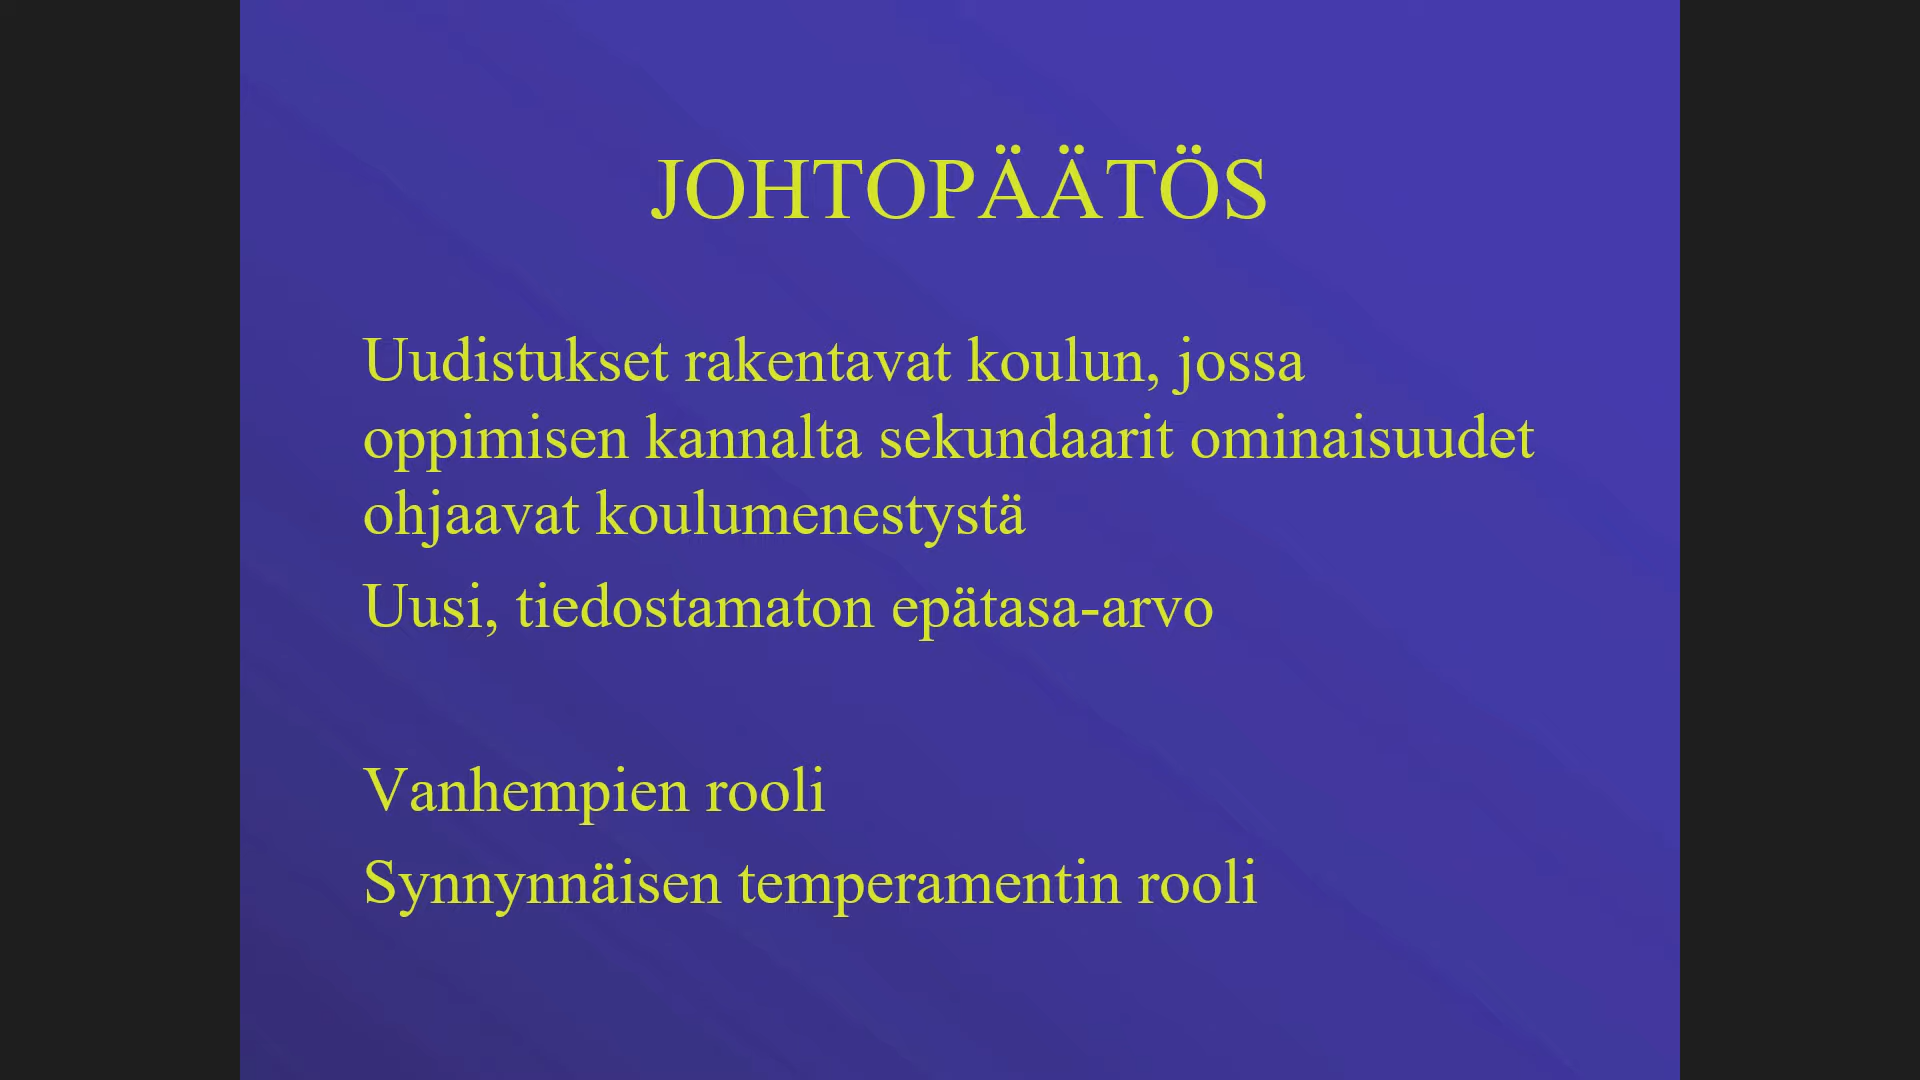 JOHTOPÄÄTÖS
Uudistukset rakentavat koulun, jossa
oppimisen kannalta sekundaarit ominaisuudet
ohjaavat koulumenestystä
Uusi, tiedostamaton epätasa-arvo
Vanhempien rooli
Synnynnäisen temperamentin rooli